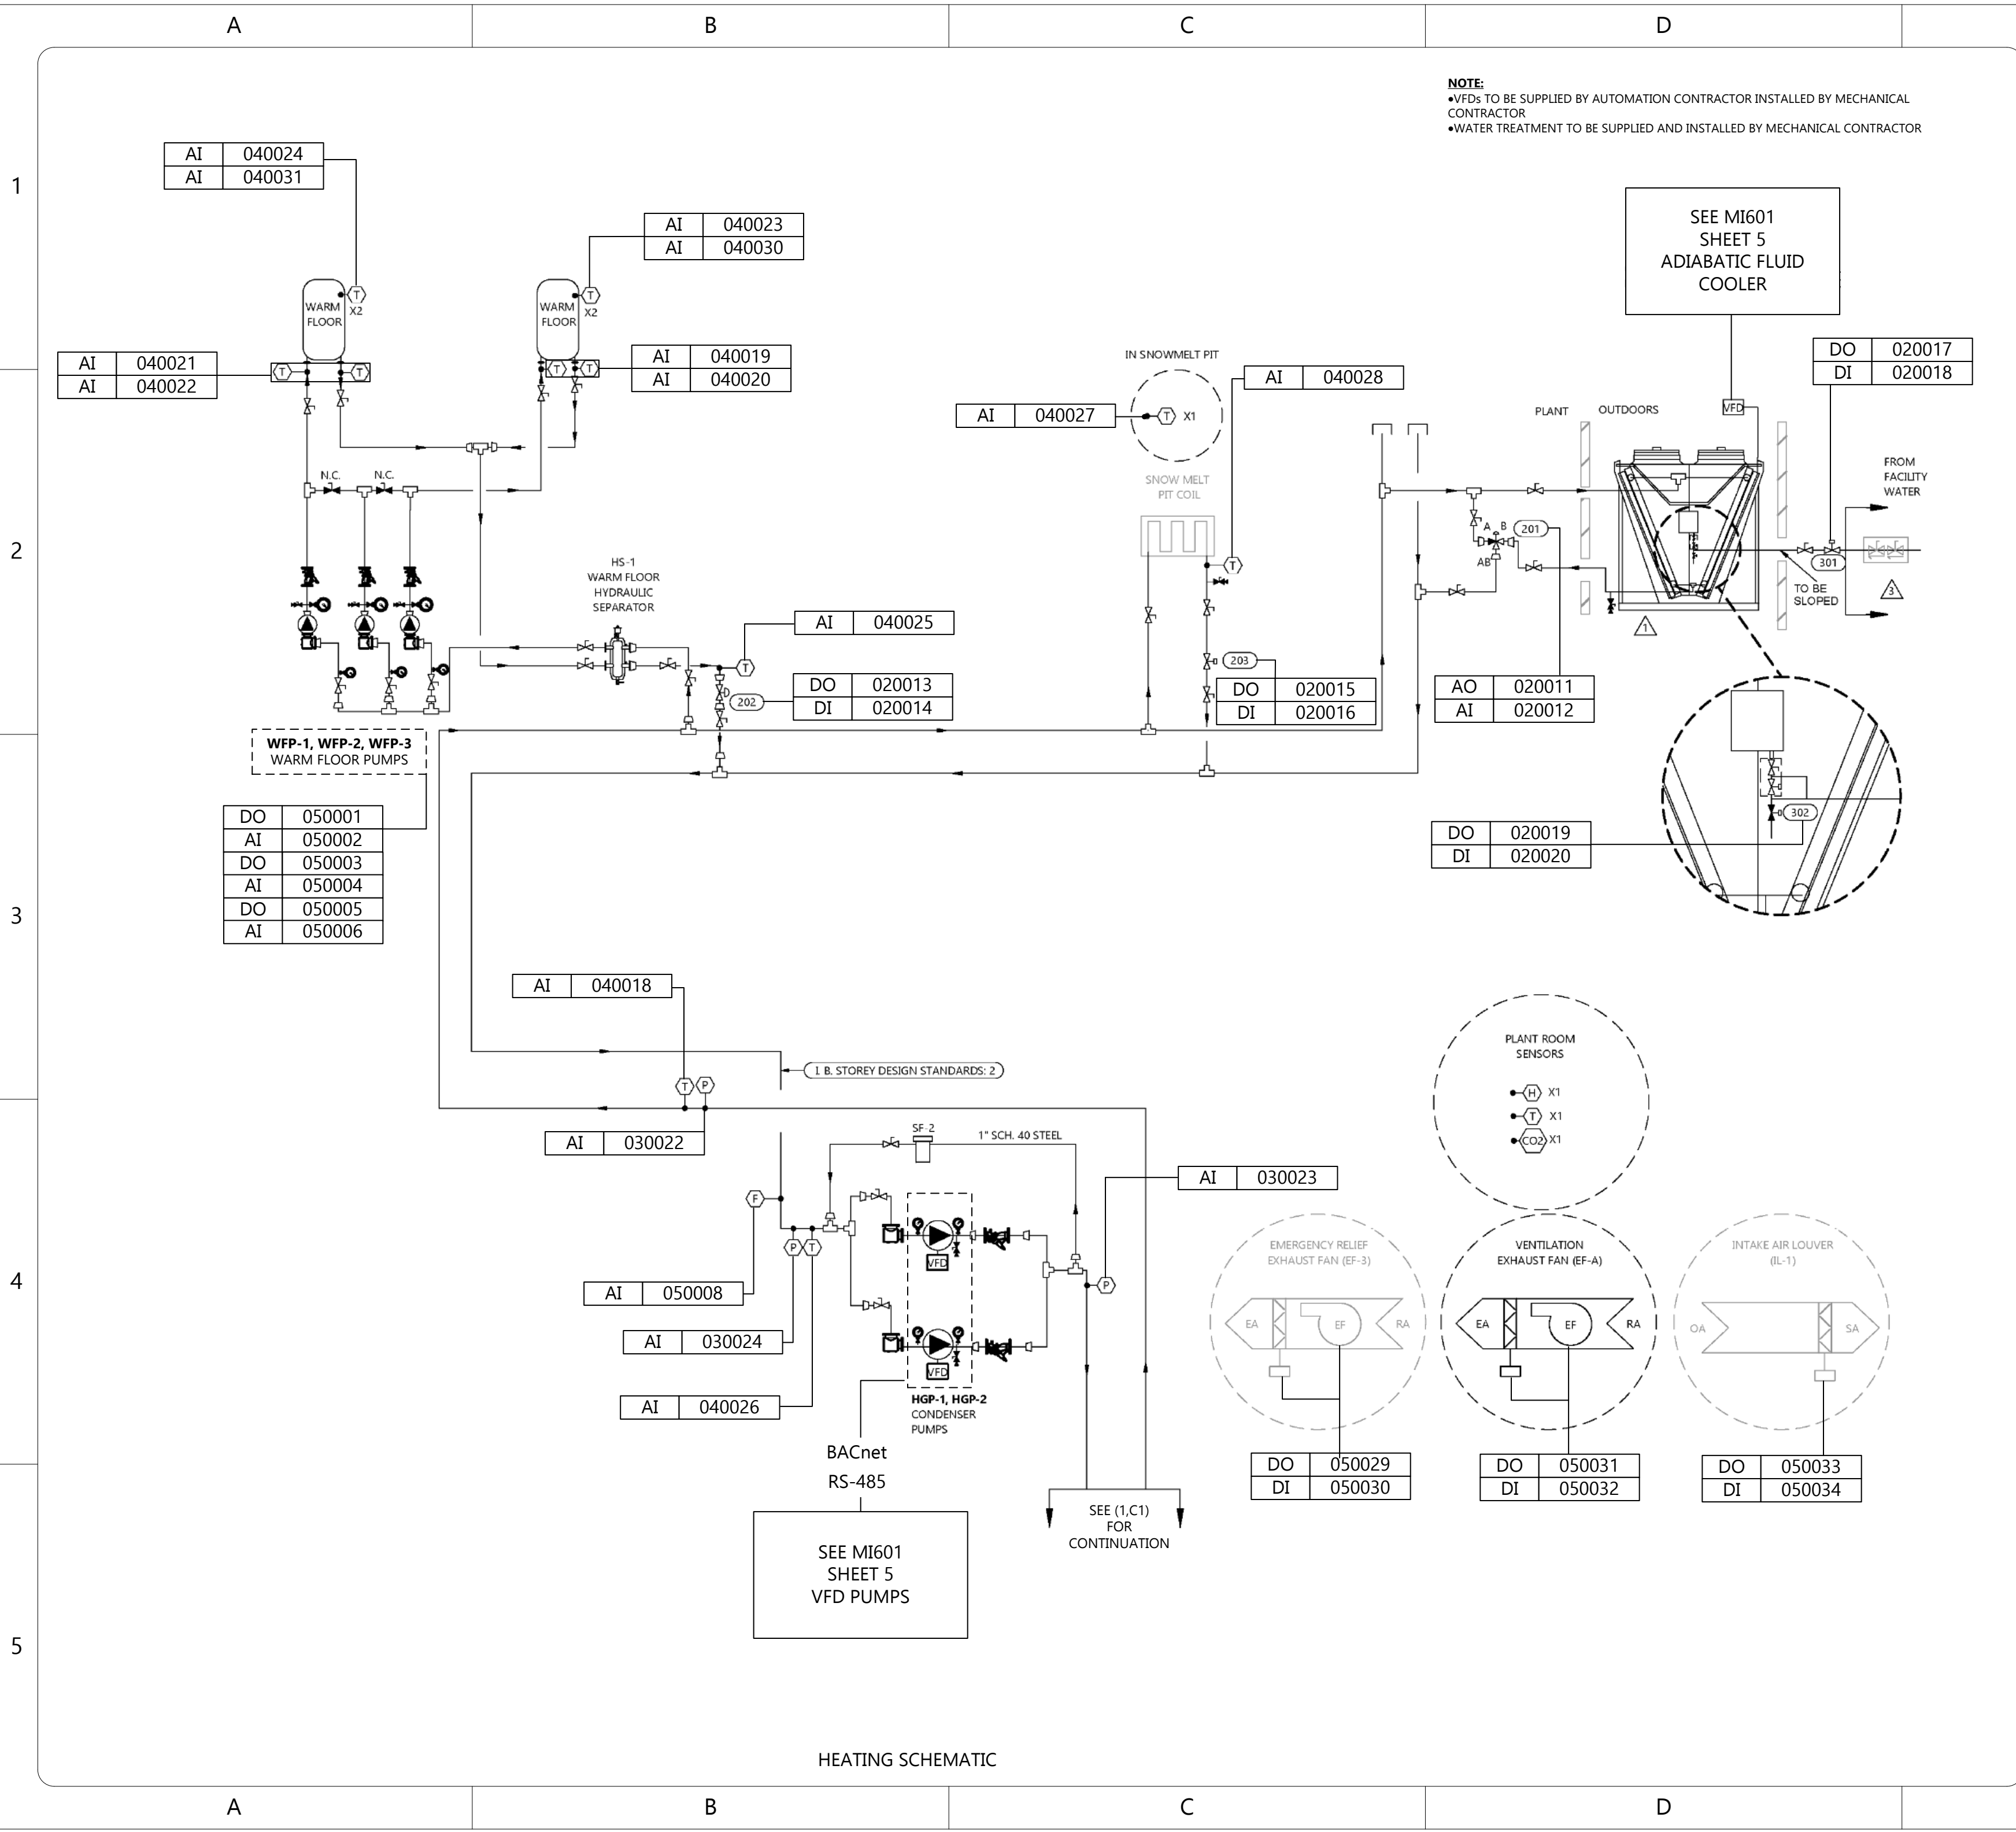 A B C D
NOTE:
•VFDs TO BE SUPPLIED BY AUTOMATION CONTRACTOR INSTALLED BY MECHANICAL
CONTRACTOR
•WATER TREATMENT TO BE SUPPLIED AND INSTALLED BY MECHANICAL CONTRACTOR
1
AI 040024
AI 040031
AI 040023
AI 040030
SEE MI601
SHEET 5
ADIABATIC FLUID
COOLER
WARM
FLOOR
T
X2
WARM
FLOOR
T
X2
AI 040021
AI 040022
T T
T T
AI 040019
AI 040020
IN SNOWMELT PIT
AI 040028
AI 040027
T X1
DO 020017
DI 020018
PLANT OUTDOORS
VFD
2
N.C. N.C.
SNOW MELT
PIT COIL
FROM
FACILITY
WATER
A B 201
AB
T
301
TO BE
SLOPED
3
1
HS-1
WARM FLOOR
HYDRAULIC
SEPARATOR
AI 040025
T
203
202
DO 020013
DI 020014
DO 020015
DI 020016
AO 020011
AI 020012
WFP-1, WFP-2, WFP-3
WARM FLOOR PUMPS
3
DO 050001
AI 050002
DO 050003
AI 050004
DO 050005
AI 050006
302
DO 020019
DI 020020
AI 040018
1 B. STOREY DESIGN STANDARDS: 2
T P
AI 030022
PLANT ROOM
SENSORS
H X1
T X1
CO2 X1
4
SF-2
1" SCH. 40 STEEL
AI 030023
F
P T
VFD
P
AI 050008
AI 030024
VFD
AI 040026
HGP-1, HGP-2
CONDENSER
PUMPS
EMERGENCY RELIEF
EXHAUST FAN (EF-3)
EA EF RA
VENTILATION
EXHAUST FAN (EF-A)
EA EF RA
INTAKE AIR LOUVER
(IL-1)
OA SA
BACnet
RS-485
DO 050029
DI 050030
DO 050031
DI 050032
DO 050033
DI 050034
SEE (1,C1)
FOR
CONTINUATION
5
SEE MI601
SHEET 5
VFD PUMPS
HEATING SCHEMATIC
A B C D